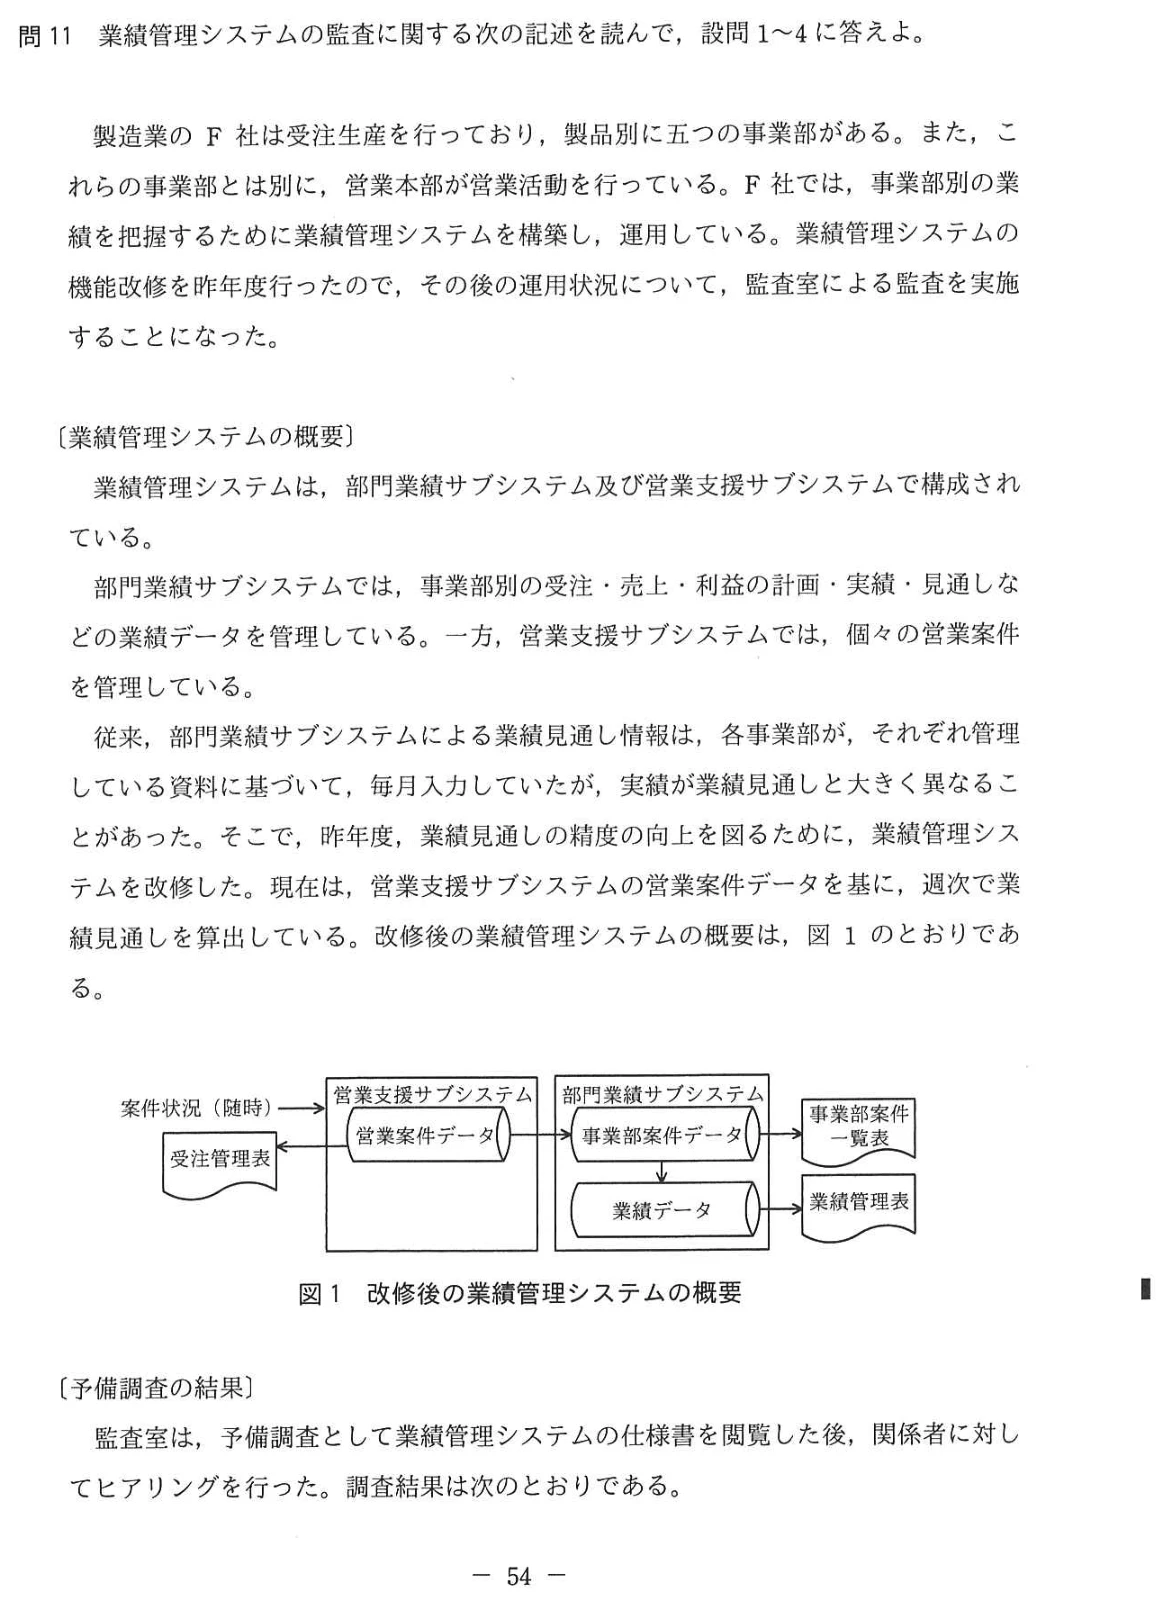 問11　業績管理システムの監査に関する次の記述を読んで，設問1～4に答えよ。
製造業の F 社は受注生産を行っており，製品別に五つの事業部がある。また，こ
れらの事業部とは別に，営業本部が営業活動を行っている。F 社では，事業部別の業
績を把握するために業績管理システムを構築し，運用している。業績管理システムの
機能改修を昨年度行ったので，その後の運用状況について，監査室による監査を実施
することになった。
〔業績管理システムの概要〕
業績管理システムは，部門業績サブシステム及び営業支援サブシステムで構成され
ている。
部門業績サブシステムでは，事業部別の受注・売上・利益の計画・実績・見通しな
どの業績データを管理している。一方，営業支援サブシステムでは，個々の営業案件
を管理している。
従来，部門業績サブシステムによる業績見通し情報は，各事業部が，それぞれ管理
している資料に基づいて，毎月入力していたが，実績が業績見通しと大きく異なるこ
とがあった。そこで，昨年度，業績見通しの精度の向上を図るために，業績管理シス
テムを改修した。現在は，営業支援サブシステムの営業案件データを基に，週次で業
績見通しを算出している。改修後の業績管理システムの概要は，図 1 のとおりであ
る。
営業支援サブシステム
部門業績サブシステム
案件状況（随時）
営業案件データ
事業部案件データ
事業部案件
一覧表
受注管理表
業績データ
業績管理表
図1　改修後の業績管理システムの概要
〔予備調査の結果〕
監査室は，予備調査として業績管理システムの仕様書を閲覧した後，関係者に対し
てヒアリングを行った。調査結果は次のとおりである。
－ 54 －